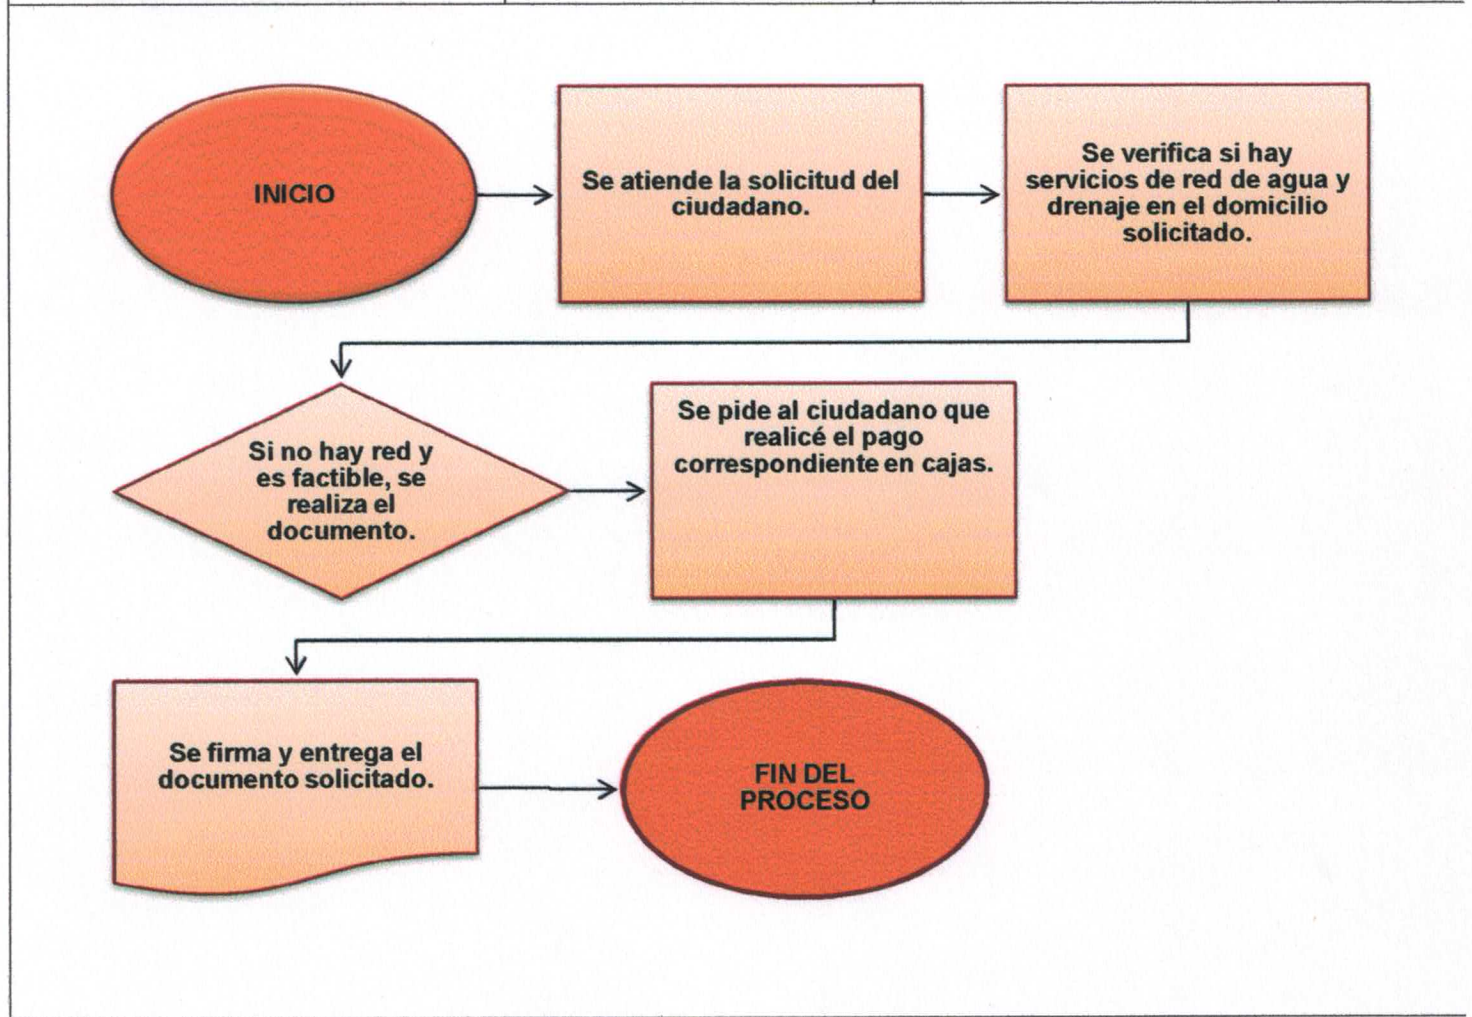 INICIO
Se atiende la solicitud del
ciudadano.
Se verifica si hay
servicios de red de agua y
drenaje en el domicilio
solicitado.
Si no hay red y
es factible, se
realiza el
documento.
Se pide al ciudadano que
realicé el pago
correspondiente en cajas.
Se firma y entrega el
documento solicitado.
FIN DEL
PROCESO